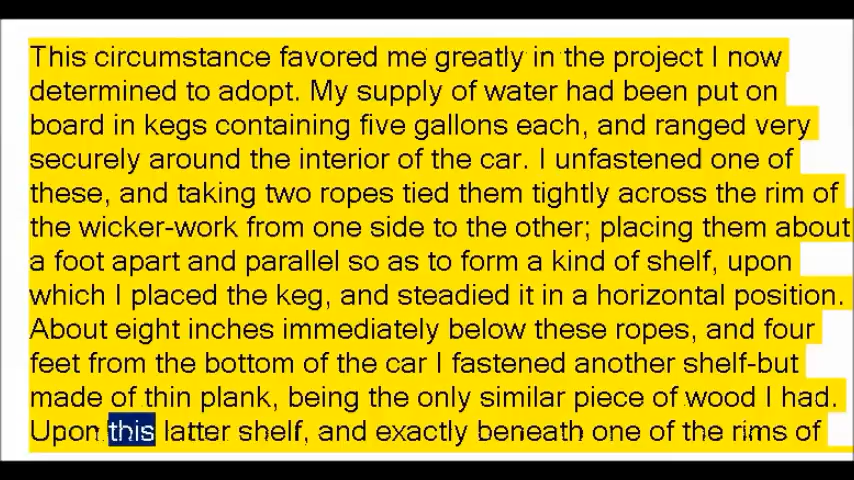 This circumstance favored me greatly in the project I now
determined to adopt. My supply of water had been put on
board in kegs containing five gallons each, and ranged very
securely around the interior of the car. I unfastened one of
these, and taking two ropes tied them tightly across the rim of
the wicker-work from one side to the other; placing them about
a foot apart and parallel so as to form a kind of shelf, upon
which I placed the keg, and steadied it in a horizontal position.
About eight inches immediately below these ropes, and four
feet from the bottom of the car I fastened another shelf-but
made of thin plank, being the only similar piece of wood I had.
Upon this latter shelf, and exactly beneath one of the rims of